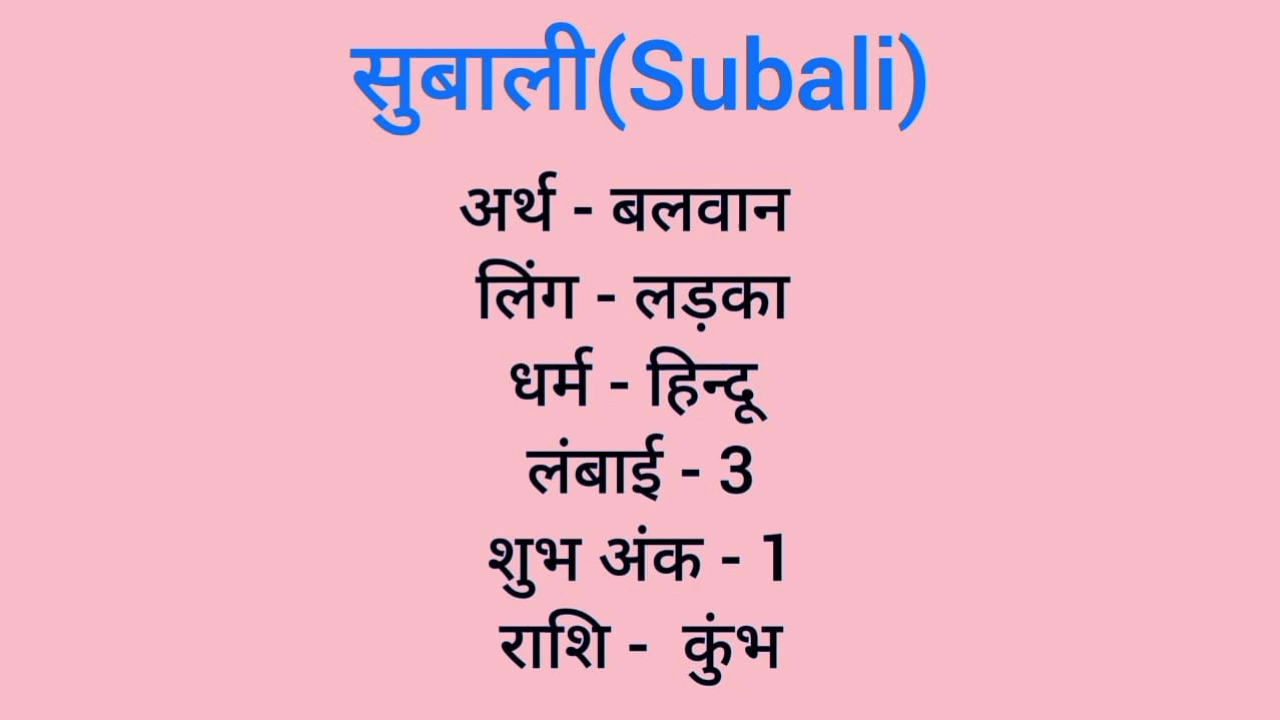 सुबाली(Subali)
अर्थ - बलवान
लिंग - लड़का
धर्म - हिन्दू
लंबाई - 3
शुभ अंक - 1
राशि - कुंभ